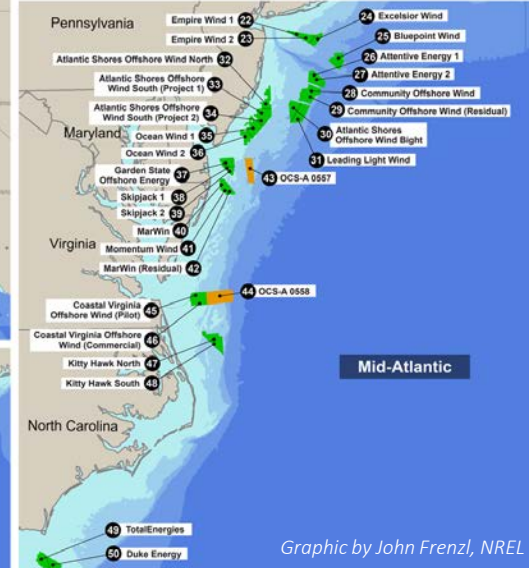 Pennsylvania
Empire Wind 1 22
Empire Wind 2 23
24 Excelsior Wind
25 Bluepoint Wind
26 Attentive Energy 1
27 Attentive Energy 2
28 Community Offshore Wind
29 Community Offshore Wind (Residual)
30 Atlantic Shores
Offshore Wind Bight
31 Leading Light Wind
Atlantic Shores Offshore Wind North 32
Atlantic Shores Offshore
Wind South (Project 1) 33
Atlantic Shores Offshore
Wind South (Project 2) 34
Maryland
Ocean Wind 1 35
Ocean Wind 2 36
Garden State
Offshore Energy 37
Skipjack 1 38
Skipjack 2 39
MarWin 40
Momentum Wind 41
MarWin (Residual) 42
Virginia
43 OCS-A 0557
44 OCS-A 0558
Coastal Virginia
Offshore Wind (Pilot) 45
Coastal Virginia Offshore
Wind (Commercial) 46
Kitty Hawk North 47
Kitty Hawk South 48
Mid-Atlantic
North Carolina
49 TotalEnergies
50 Duke Energy
Graphic by John Frenzl, NREL